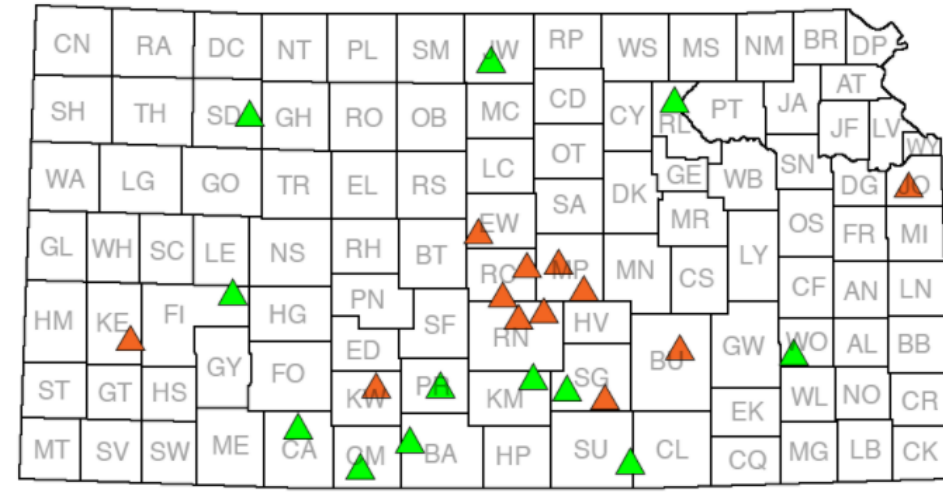 CN RA DC NT PL SM JW RP WS MS NM BR DP
SH TH SD GH RO OB MC CD CY RL PT JA AT JF LV WY
WA LG GO TR EL RS LC OT SA DK GE WB SN DG JO
GL WH SC LE NS RH BT EW RC MP MN MR CS LY OS FR MI
HM KE FI HG PN SF RN HV CF AN LN
ST GT HS GY FO ED KW PR KM SG BU GW WO AL BB
MT SV SW ME CA CM BA HP SU CL EK CQ WL NO CR MG LB CK